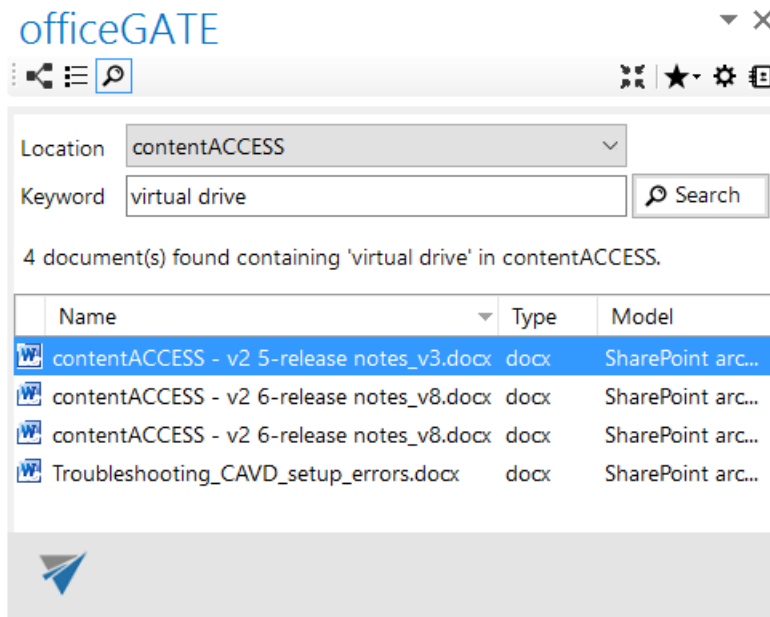 officeGATE
Location contentACCESS
Keyword virtual drive Search
4 document(s) found containing 'virtual drive' in contentACCESS.
Name Type Model
contentACCESS - v2 5-release notes_v3.docx docx SharePoint arc...
contentACCESS - v2 6-release notes_v8.docx docx SharePoint arc...
contentACCESS - v2 6-release notes_v8.docx docx SharePoint arc...
Troubleshooting_CAVD_setup_errors.docx docx SharePoint arc...